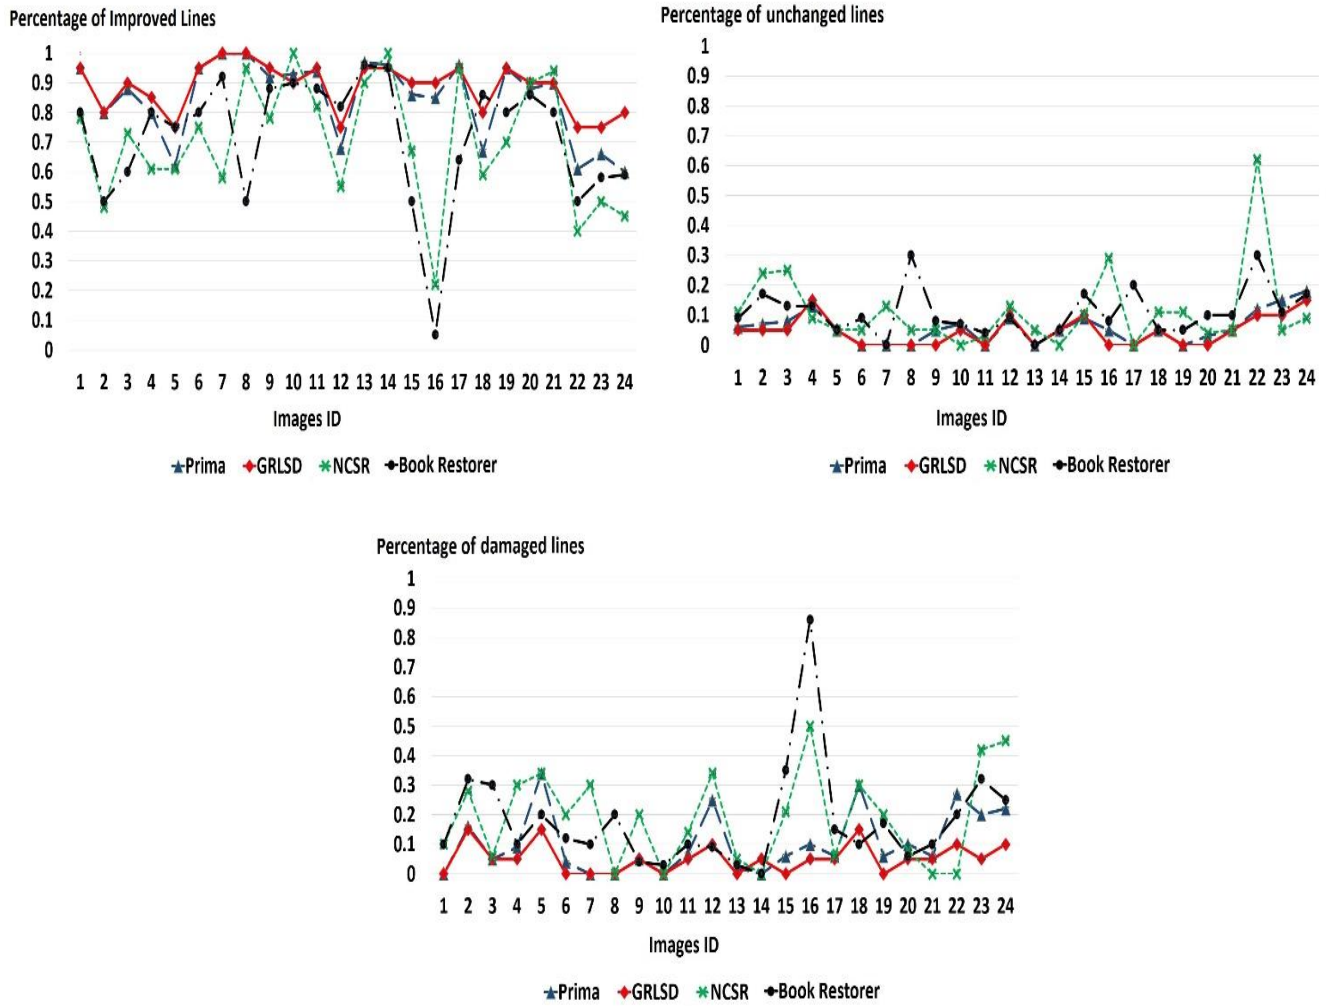 Percentage of Improved Lines
1
0.9
0.8
0.7
0.6
0.5
0.4
0.3
0.2
0.1
0
1 2 3 4 5 6 7 8 9 10 11 12 13 14 15 16 17 18 19 20 21 22 23 24
Images ID
Prima GRLSD NCSR Book Restorer
Percentage of unchanged lines
1
0.9
0.8
0.7
0.6
0.5
0.4
0.3
0.2
0.1
0
1 2 3 4 5 6 7 8 9 10 11 12 13 14 15 16 17 18 19 20 21 22 23 24
Images ID
Prima GRLSD NCSR Book Restorer
Percentage of damaged lines
1
0.9
0.8
0.7
0.6
0.5
0.4
0.3
0.2
0.1
0
1 2 3 4 5 6 7 8 9 10 11 12 13 14 15 16 17 18 19 20 21 22 23 24
Images ID
Prima GRLSD NCSR Book Restorer